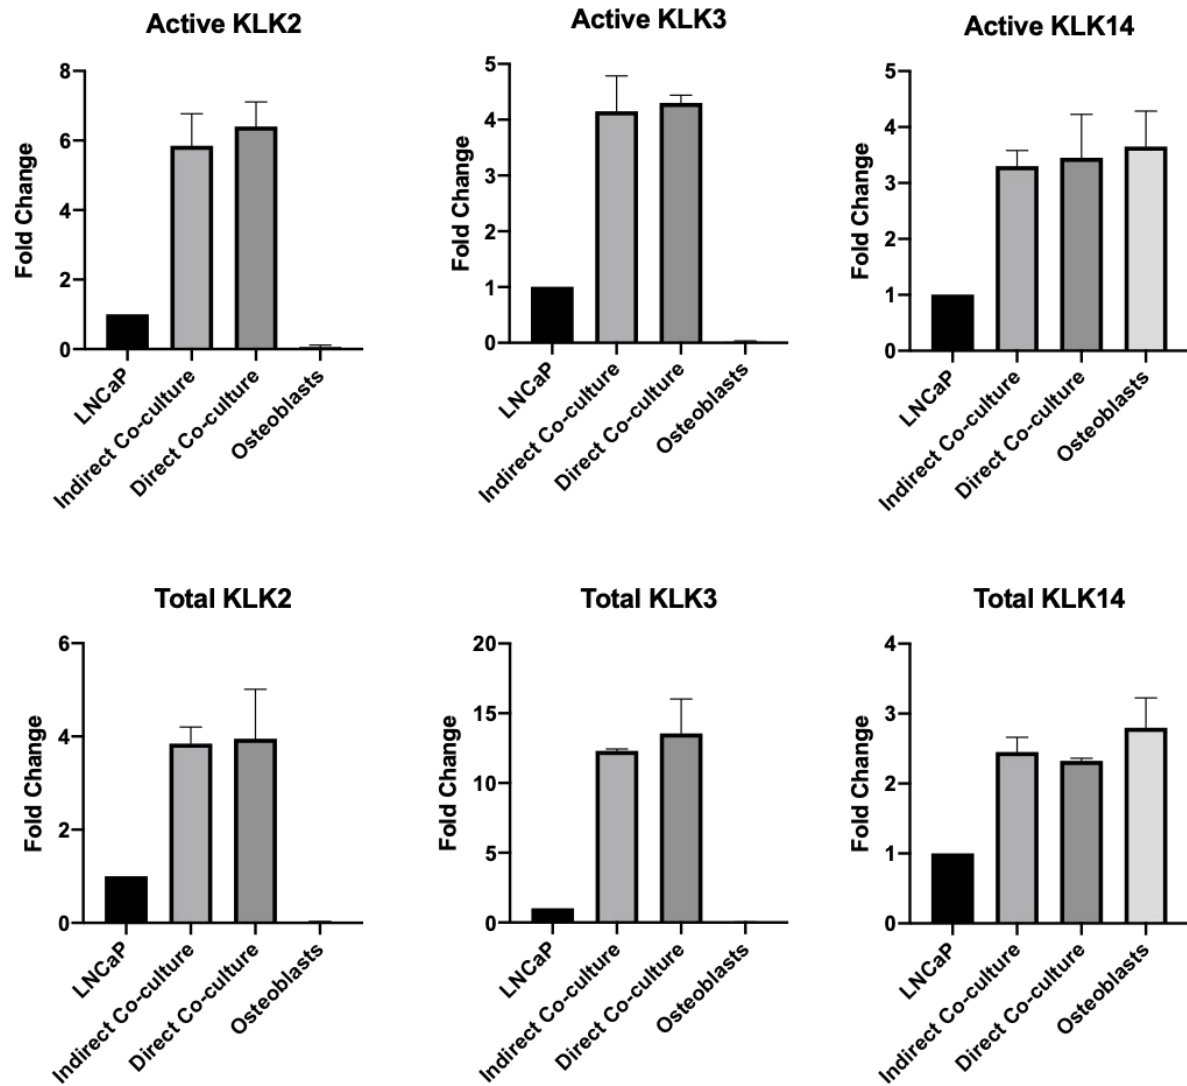 Active KLK2
Fold Change
8
6
4
2
0
LNCaP
Indirect Co-culture
Direct Co-culture
Osteoblasts
Active KLK3
Fold Change
5
4
3
2
1
0
LNCaP
Indirect Co-culture
Direct Co-culture
Osteoblasts
Active KLK14
Fold Change
5
4
3
2
1
0
LNCaP
Indirect Co-culture
Direct Co-culture
Osteoblasts
Total KLK2
Fold Change
6
4
2
0
LNCaP
Indirect Co-culture
Direct Co-culture
Osteoblasts
Total KLK3
Fold Change
20
15
10
5
0
LNCaP
Indirect Co-culture
Direct Co-culture
Osteoblasts
Total KLK14
Fold Change
4
3
2
1
0
LNCaP
Indirect Co-culture
Direct Co-culture
Osteoblasts